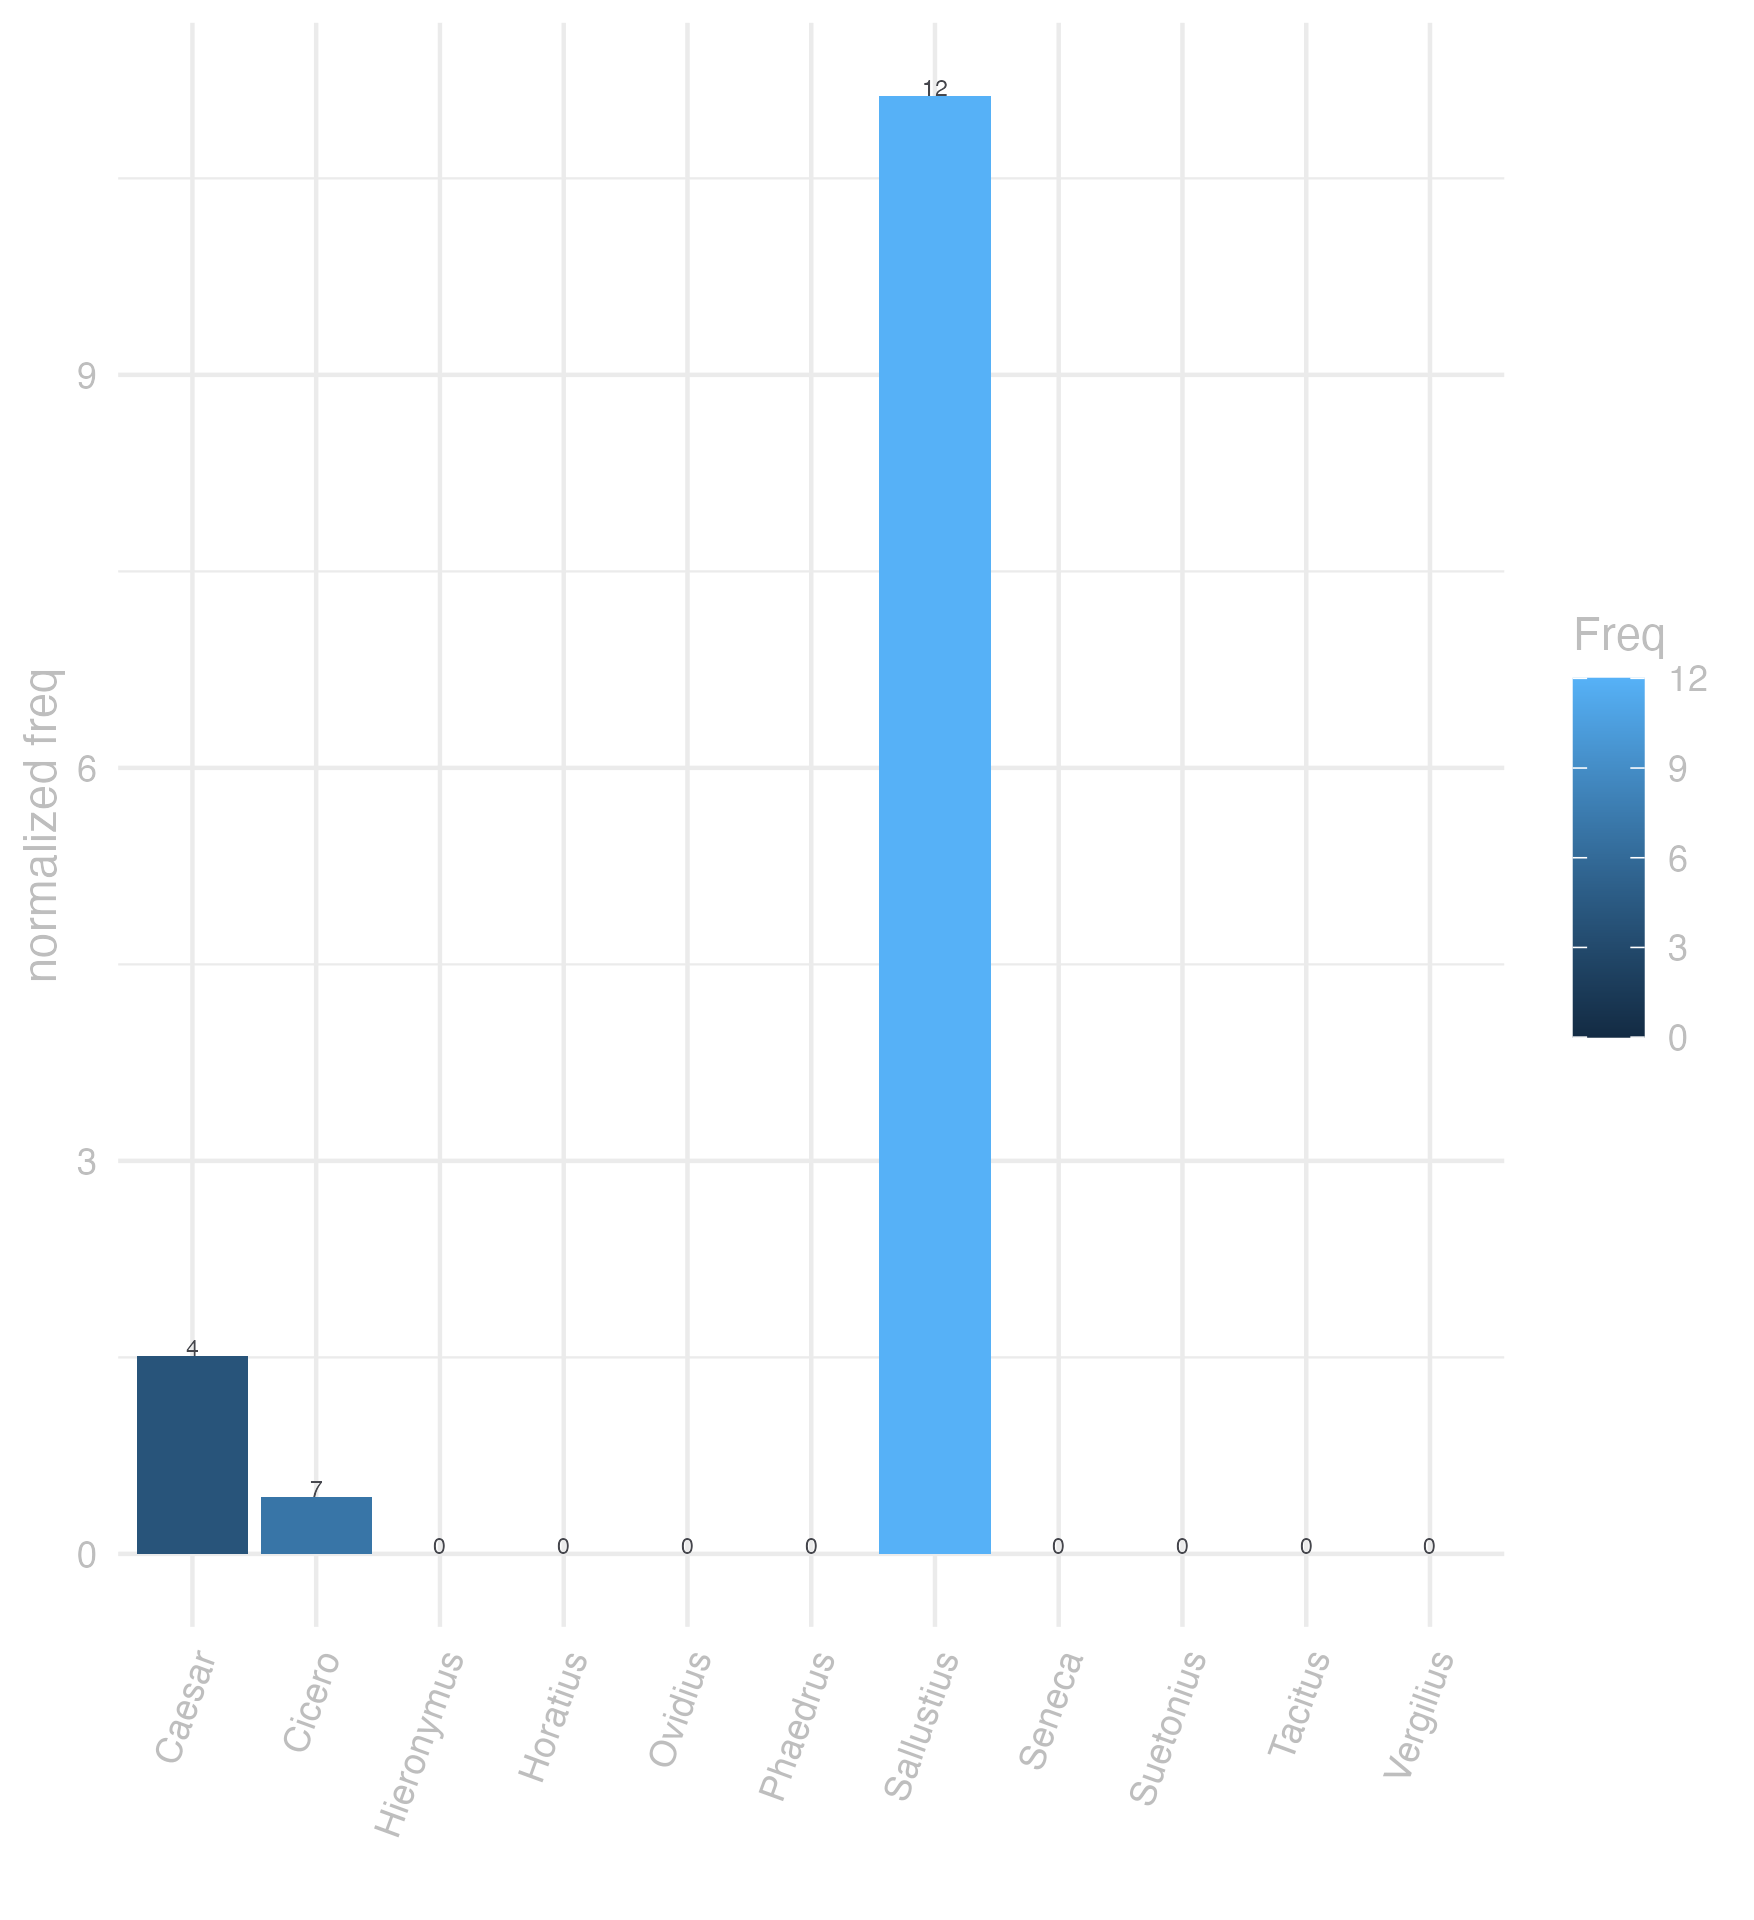 12
9
6
3
0
normalized freq
4
7
0
0
0
0
0
0
0
0
Caesar
Cicero
Hieronymus
Horatius
Ovidius
Phaedrus
Sallustius
Seneca
Suetonius
Tacitus
Vergilius
Freq
12
9
6
3
0